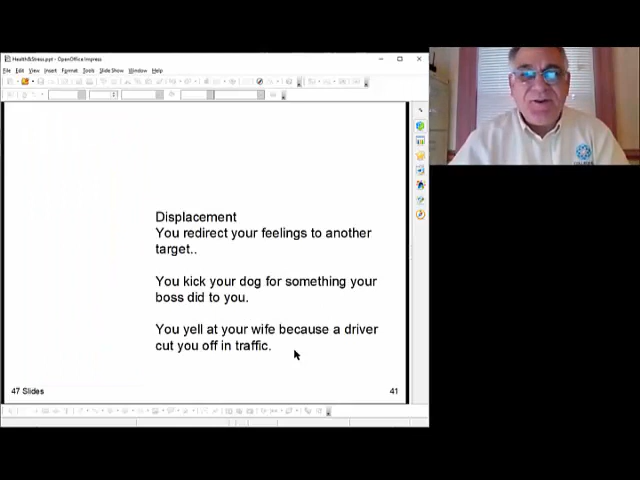 Health&Stress.ppt - OpenOffice Impress
File Edit View Insert Format Tools Slide Show Window Help
Displacement
You redirect your feelings to another
target..
You kick your dog for something your
boss did to you.
You yell at your wife because a driver
cut you off in traffic.
47 Slides
41